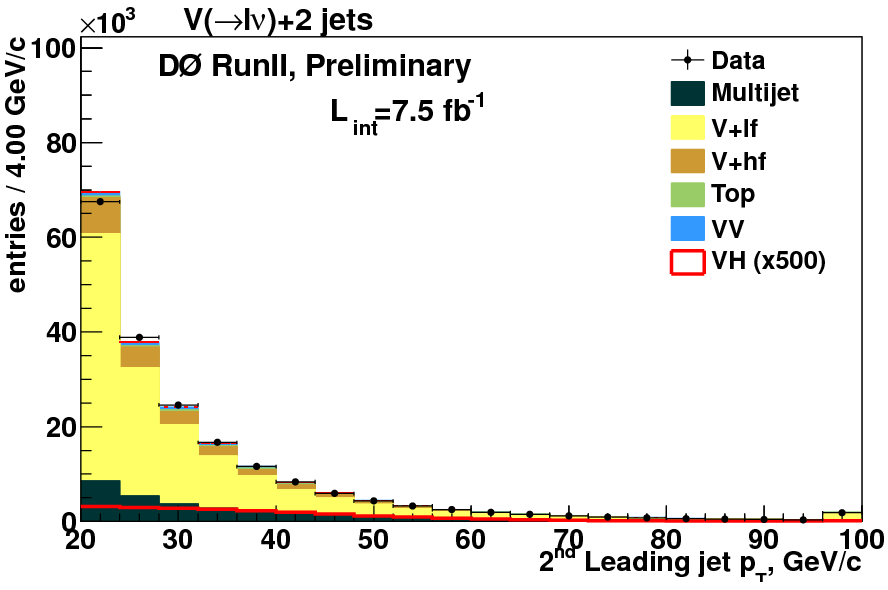 ×10³ V(→lν)+2 jets
DØ RunII, Preliminary
L int=7.5 fb⁻¹
entries / 4.00 GeV/c
100
80
60
40
20
0
Data
Multijet
V+lf
V+hf
Top
VV
VH (x500)
20 30 40 50 60 70 80 90 100
2nd Leading jet pT, GeV/c